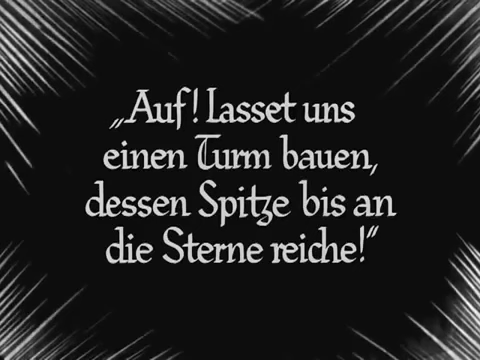 „Auf! Lasset uns
einen Turm bauen,
dessen Spitze bis an
die Sterne reiche!“